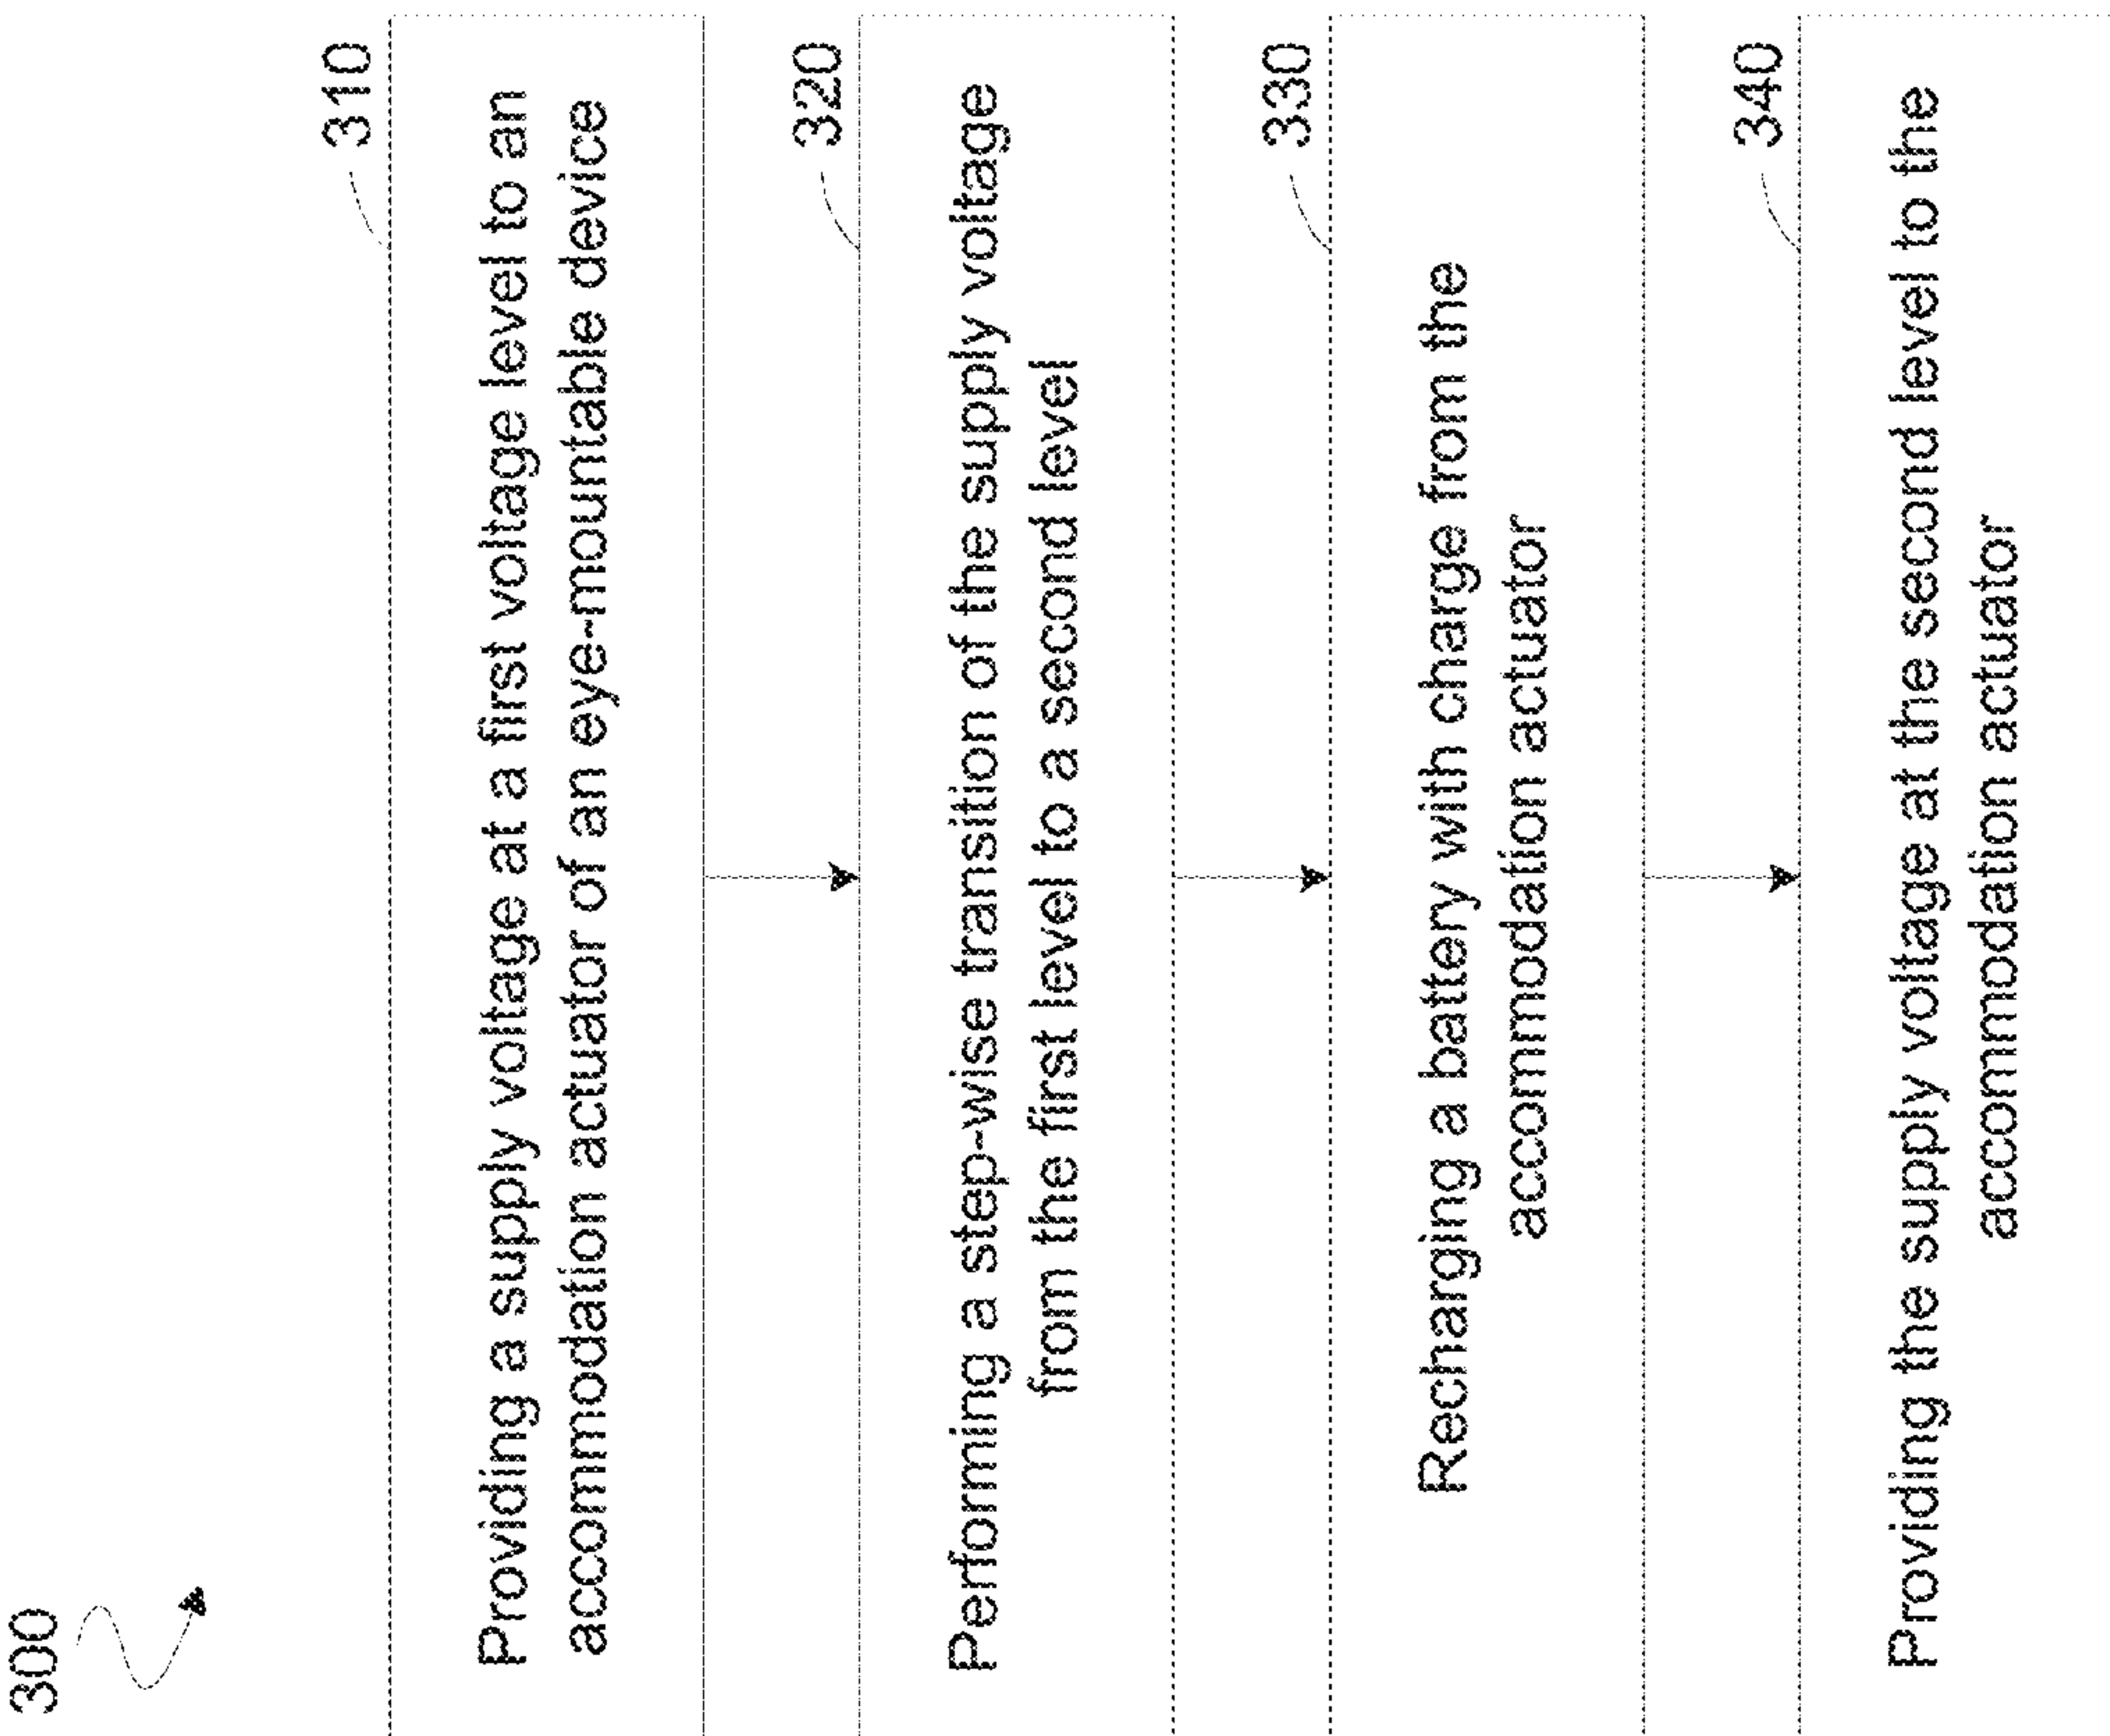 300
310
Providing a supply voltage at a first voltage level to an
accommodation actuator of an eye-mountable device
320
Performing a step-wise transition of the supply voltage
from the first level to a second level
330
Recharging a battery with charge from the
accommodation actuator
340
Providing the supply voltage at the second level to the
accommodation actuator